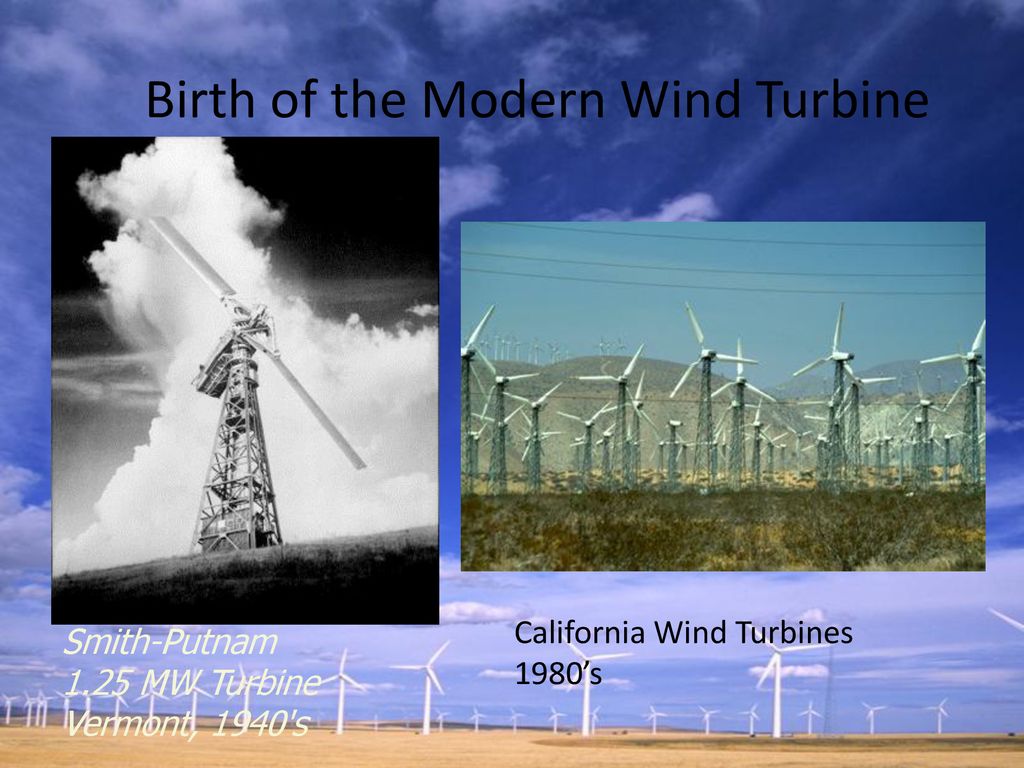 Birth of the Modern Wind Turbine
Smith-Putnam
1.25 MW Turbine
Vermont, 1940's
California Wind Turbines
1980’s